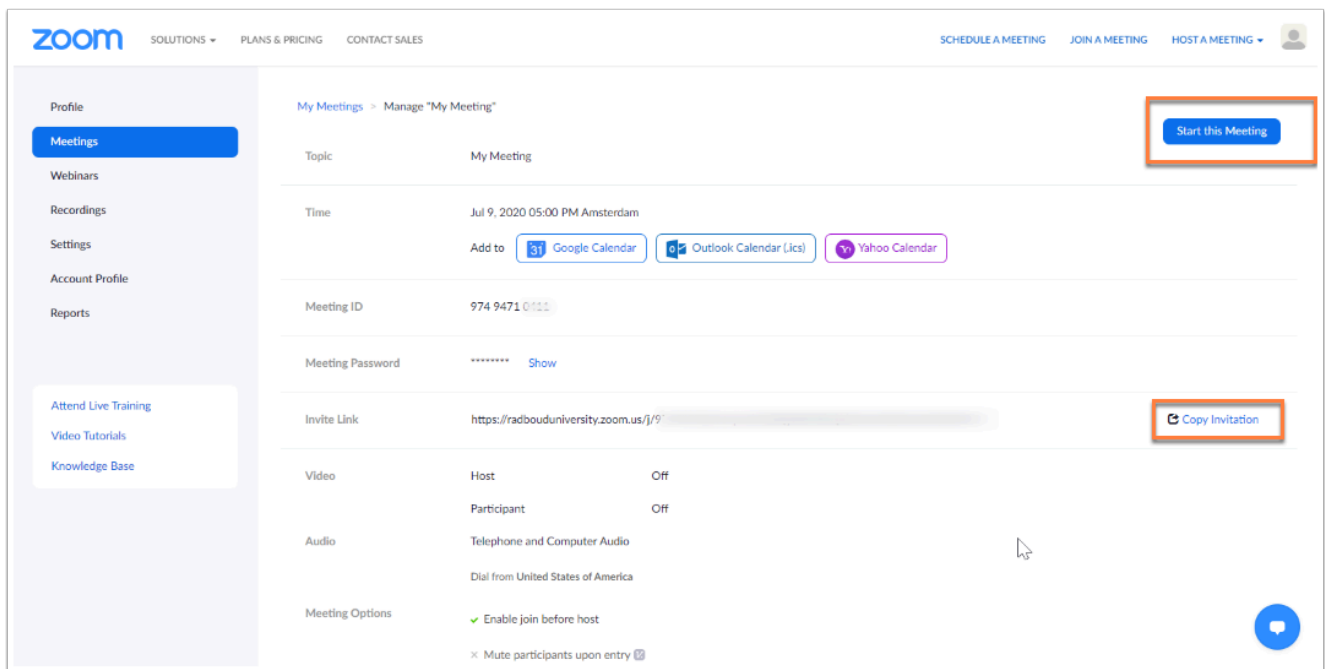 zoom SOLUTIONS PLANS & PRICING CONTACT SALES SCHEDULE A MEETING JOIN A MEETING HOST A MEETING
Profile
Meetings
Webinars
Recordings
Settings
Account Profile
Reports
Attend Live Training
Video Tutorials
Knowledge Base
My Meetings > Manage "My Meeting"
Start this Meeting
Topic My Meeting
Time Jul 9, 2020 05:00 PM Amsterdam
Add to 31 Google Calendar Outlook Calendar (.ics) Yahoo Calendar
Meeting ID 974 9471
Meeting Password ******** Show
Invite Link https://radbouduniversity.zoom.us/j/9 Copy Invitation
Video Host Off
Participant Off
Audio Telephone and Computer Audio
Dial from United States of America
Meeting Options ✓ Enable join before host
× Mute participants upon entry